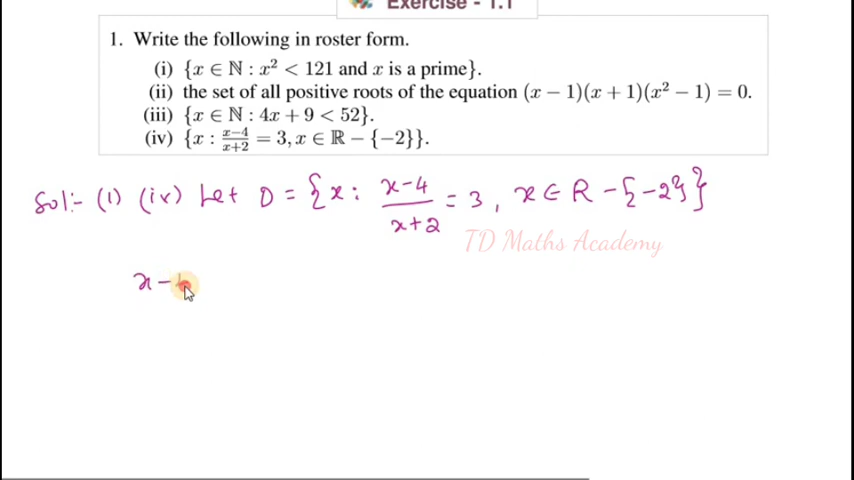 Exercise - 1.1
1. Write the following in roster form.
(i) {x ∈ ℕ : x² < 121 and x is a prime}.
(ii) the set of all positive roots of the equation (x − 1)(x + 1)(x² − 1) = 0.
(iii) {x ∈ ℕ : 4x + 9 < 52}.
(iv) {x : (x−4)/(x+2) = 3, x ∈ ℝ − {−2}}.
Sol:- (1) (iv) Let D = {x : (x-4)/(x+2) = 3, x ∈ R - {-2}}
TD Maths Academy
x -